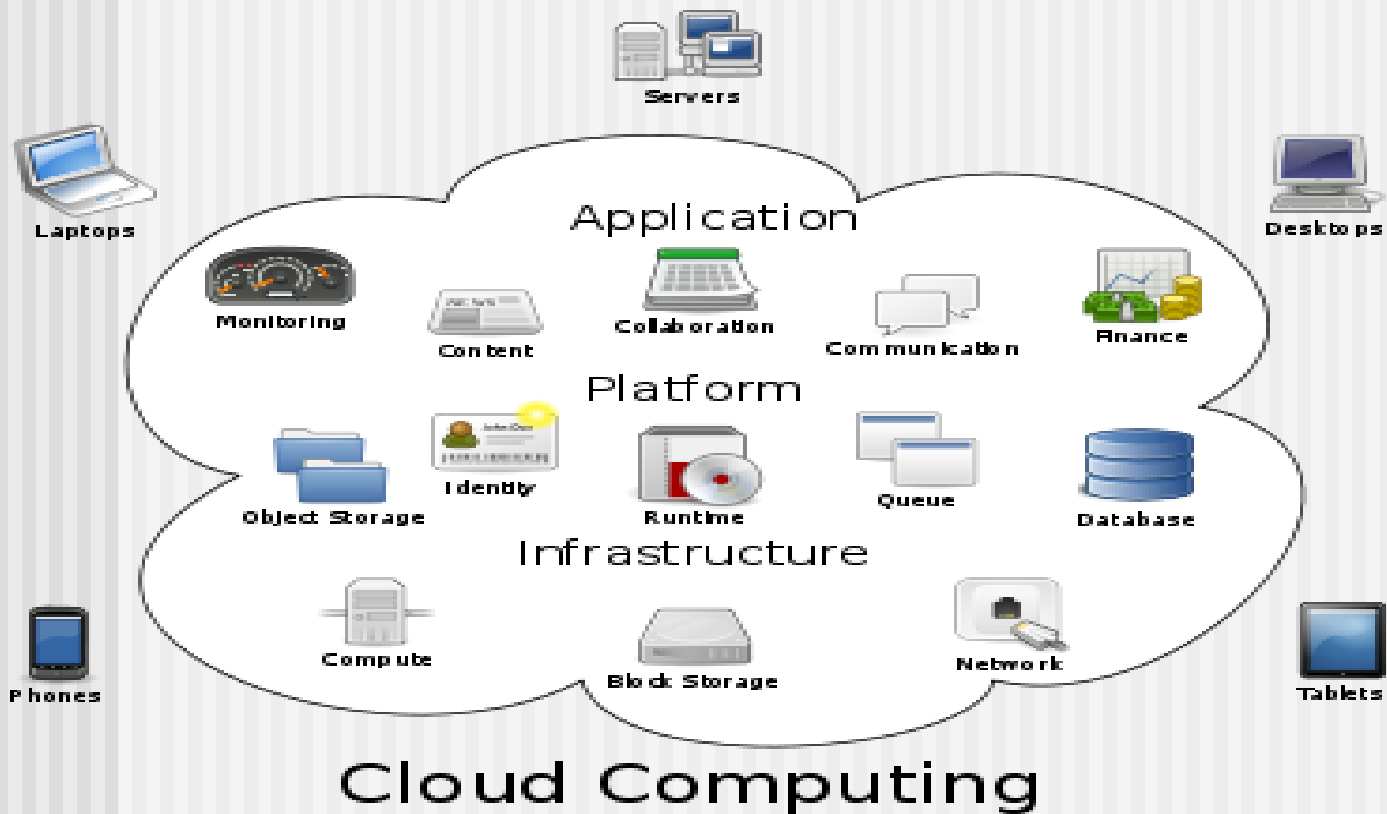 Servers
Laptops
Desktops
Application
Monitoring
Content
Collaboration
Communication
Finance
Platform
Object Storage
Identity
Runtime
Queue
Database
Infrastructure
Compute
Block Storage
Network
Phones
Tablets
Cloud Computing